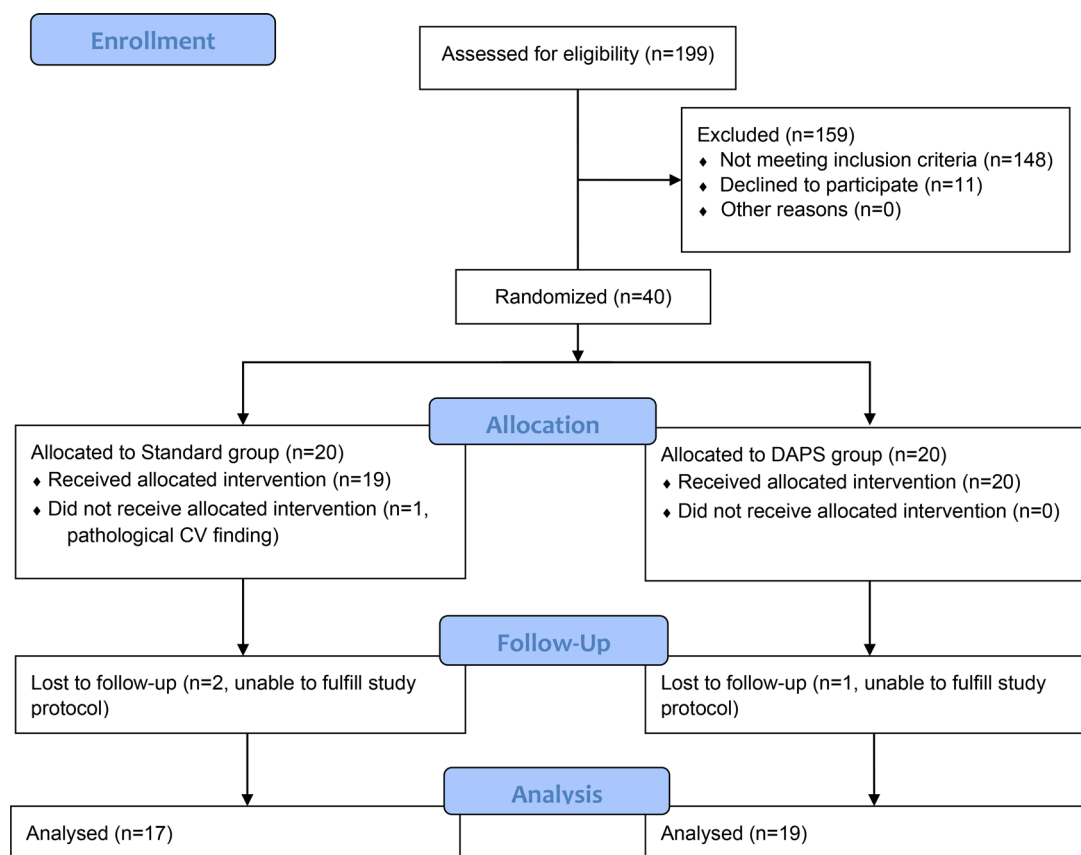 Enrollment
Assessed for eligibility (n=199)
Excluded (n=159)
♦ Not meeting inclusion criteria (n=148)
♦ Declined to participate (n=11)
♦ Other reasons (n=0)
Randomized (n=40)
Allocation
Allocated to Standard group (n=20)
♦ Received allocated intervention (n=19)
♦ Did not receive allocated intervention (n=1,
pathological CV finding)
Allocated to DAPS group (n=20)
♦ Received allocated intervention (n=20)
♦ Did not receive allocated intervention (n=0)
Follow-Up
Lost to follow-up (n=2, unable to fulfill study
protocol)
Lost to follow-up (n=1, unable to fulfill study
protocol)
Analysis
Analysed (n=17)
Analysed (n=19)